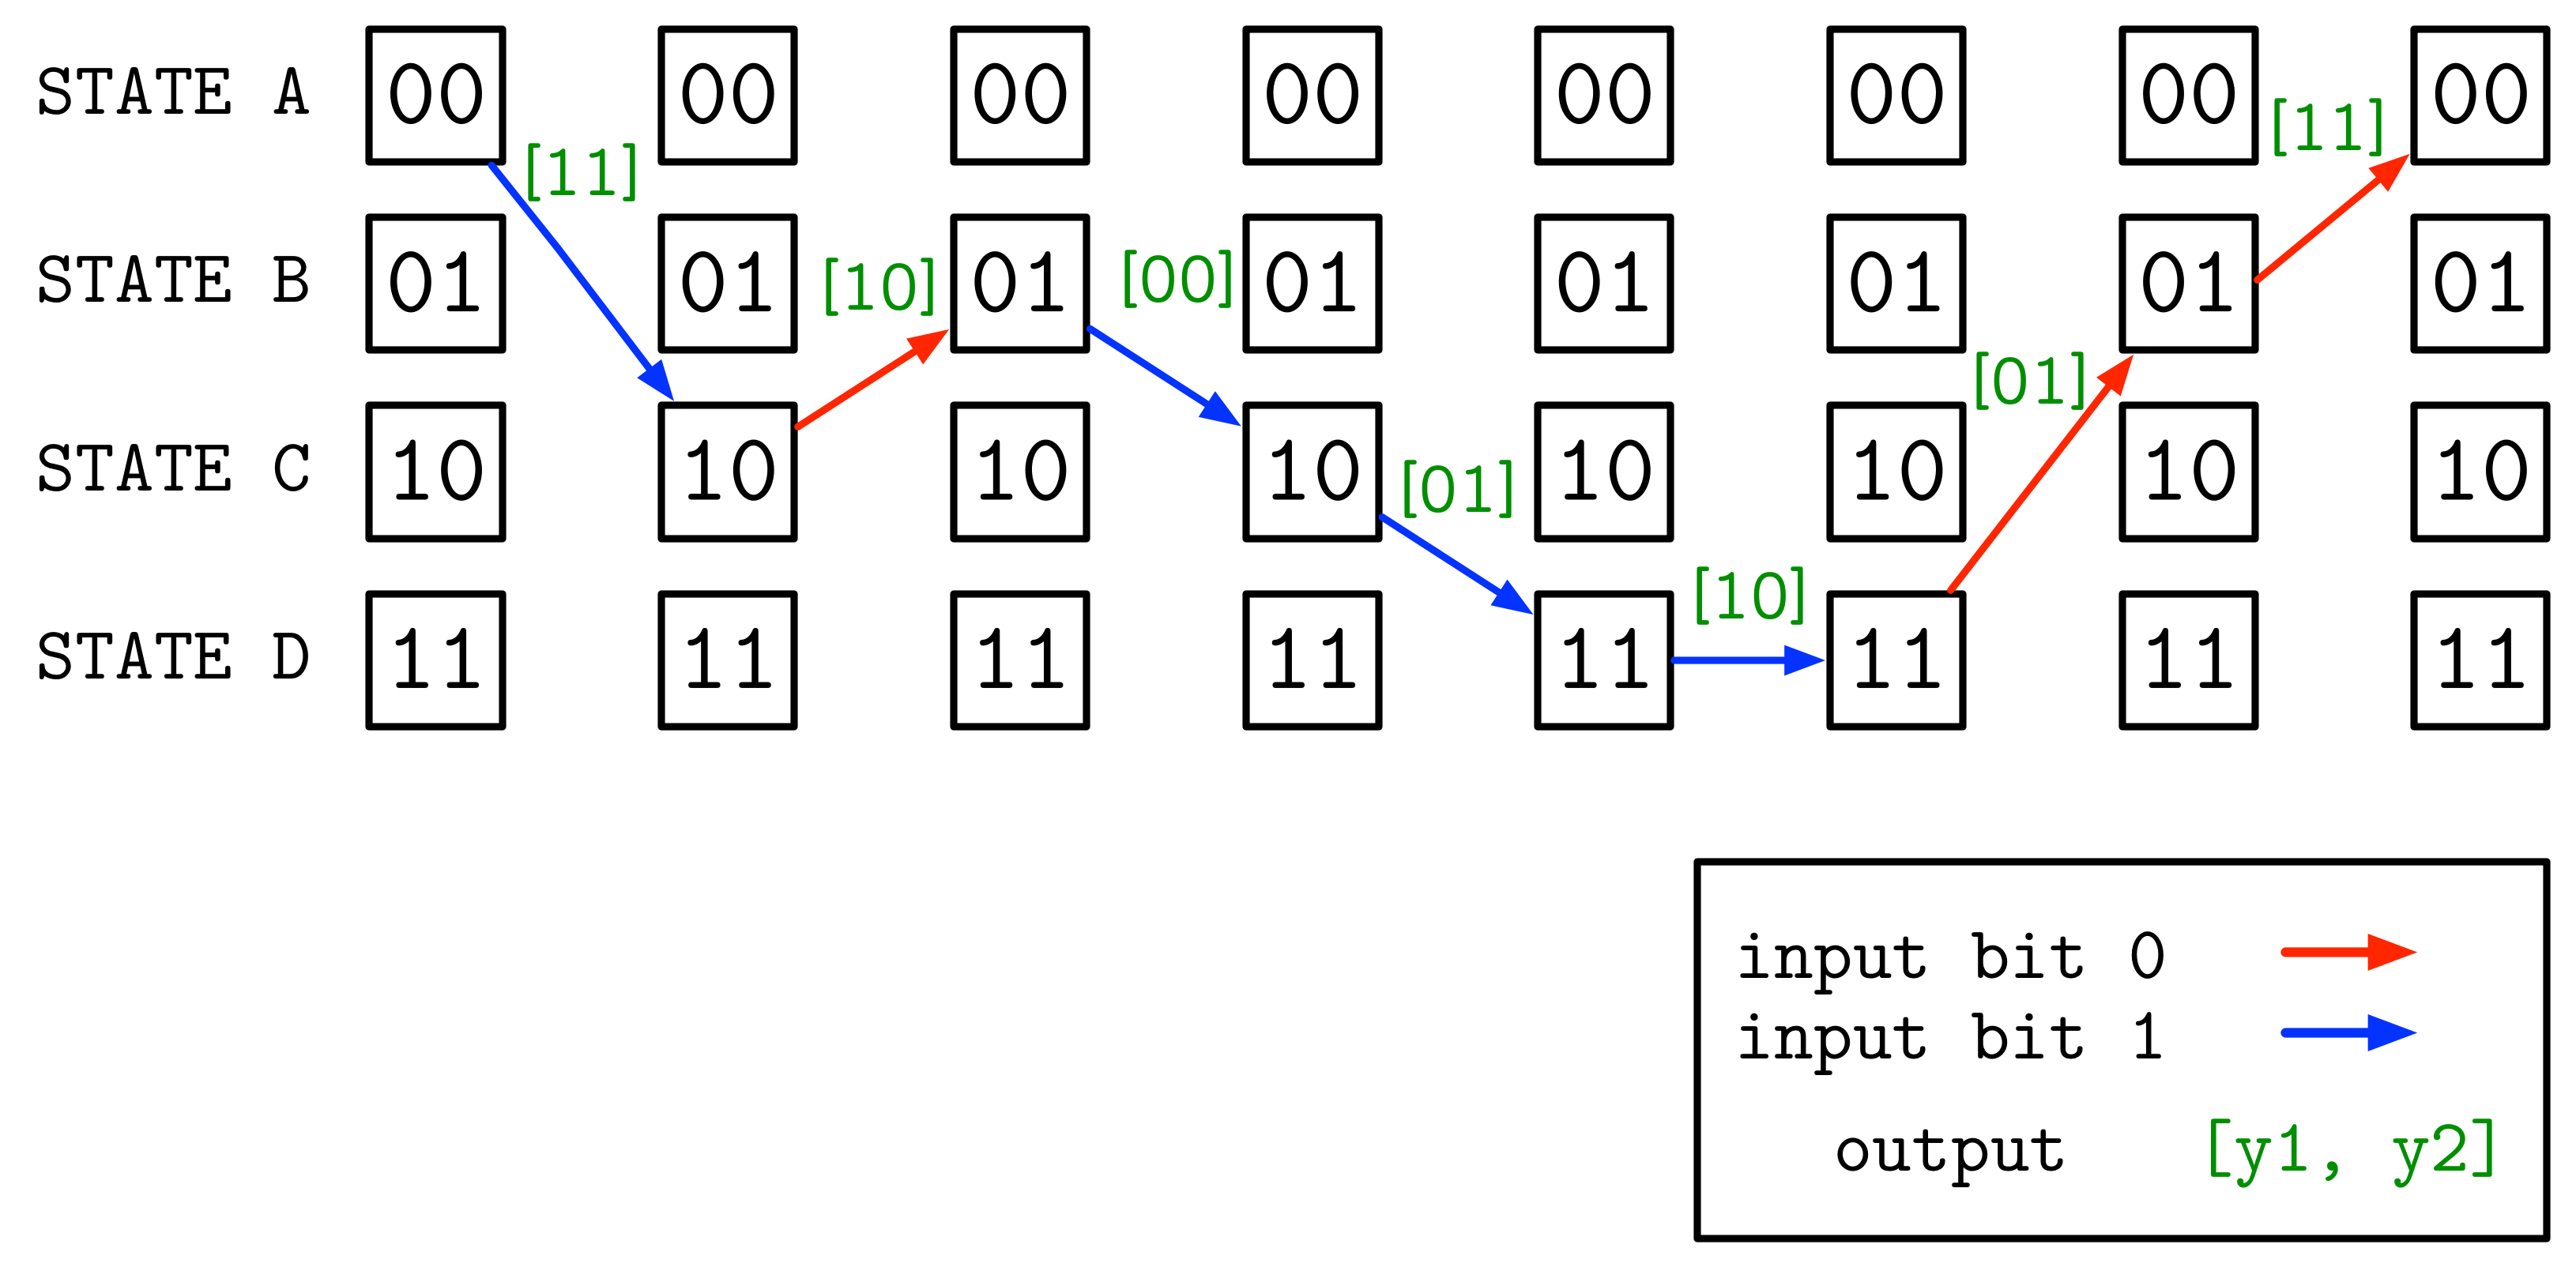 STATE A 00 00 00 00 00 00 00 [11] 00
[11]
STATE B 01 01 [10] 01 [00] 01 01 01 01 01
[01]
STATE C 10 10 10 10 [01] 10 10 10 10
[10]
STATE D 11 11 11 11 11 11 11 11
input bit 0
input bit 1
output [y1, y2]